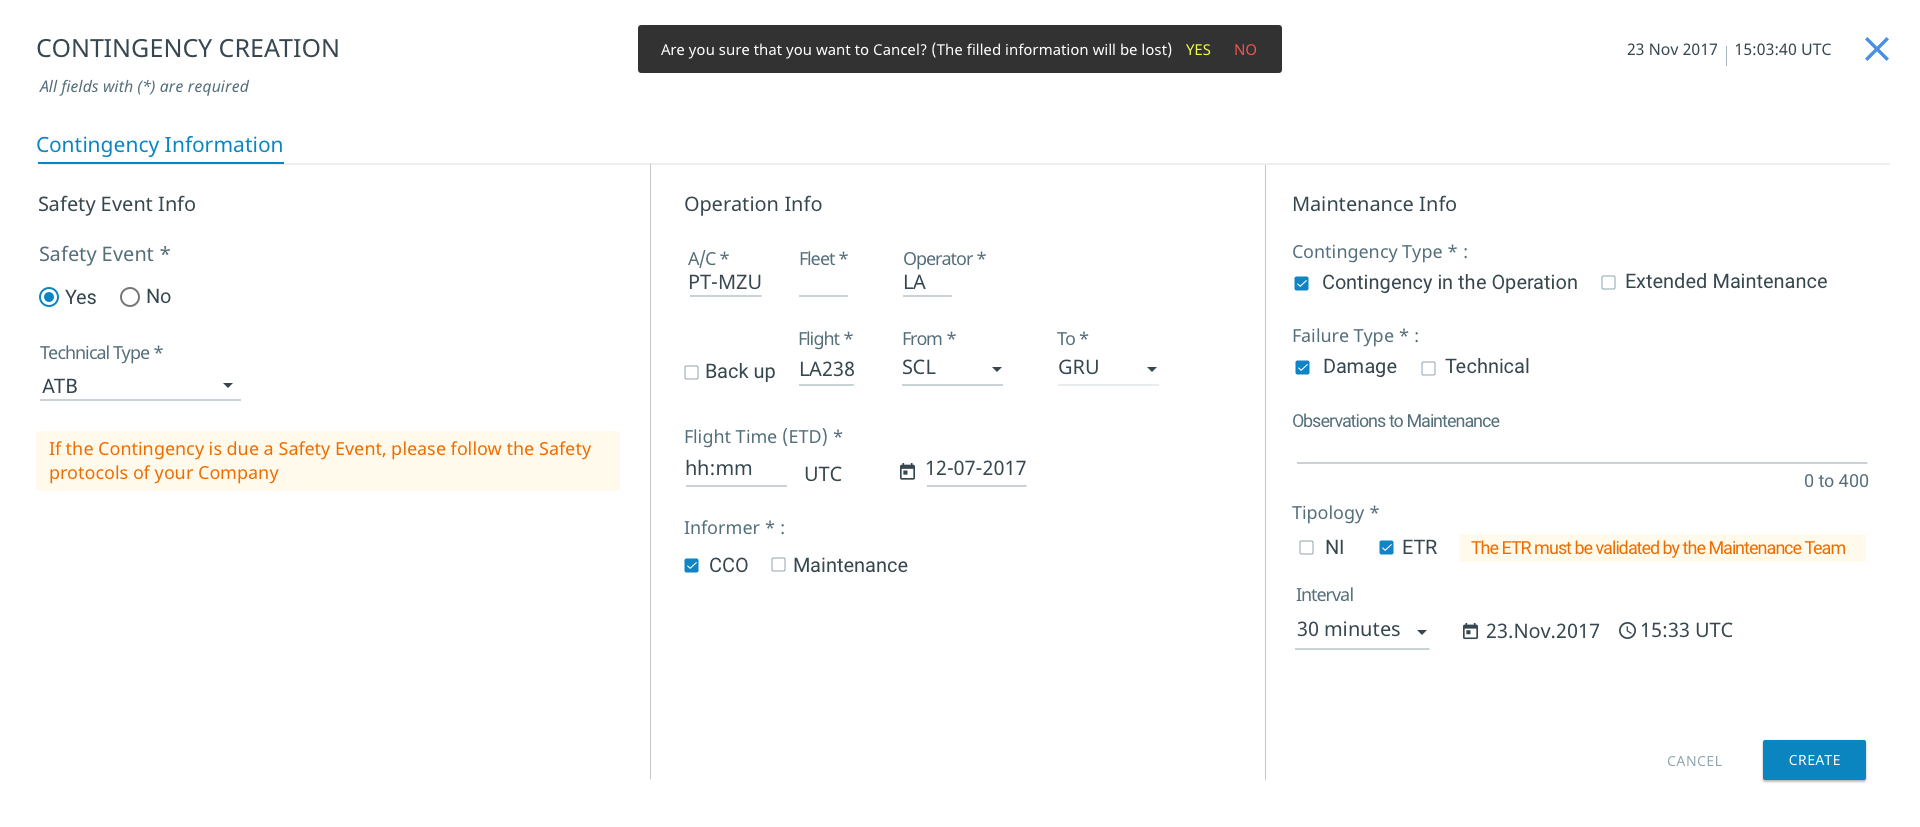 CONTINGENCY CREATION
All fields with (*) are required
Are you sure that you want to Cancel? (The filled information will be lost) YES NO
23 Nov 2017 15:03:40 UTC
Contingency Information
Safety Event Info
Safety Event *
Yes No
Technical Type *
ATB
If the Contingency is due a Safety Event, please follow the Safety
protocols of your Company
Operation Info
A/C * Fleet * Operator *
PT-MZU LA
Flight * From * To *
Back up LA238 SCL GRU
Flight Time (ETD) *
hh:mm UTC 12-07-2017
Informer * :
CCO Maintenance
Maintenance Info
Contingency Type * :
Contingency in the Operation Extended Maintenance
Failure Type * :
Damage Technical
Observations to Maintenance
0 to 400
Tipology *
NI ETR The ETR must be validated by the Maintenance Team
Interval
30 minutes 23.Nov.2017 15:33 UTC
CANCEL CREATE